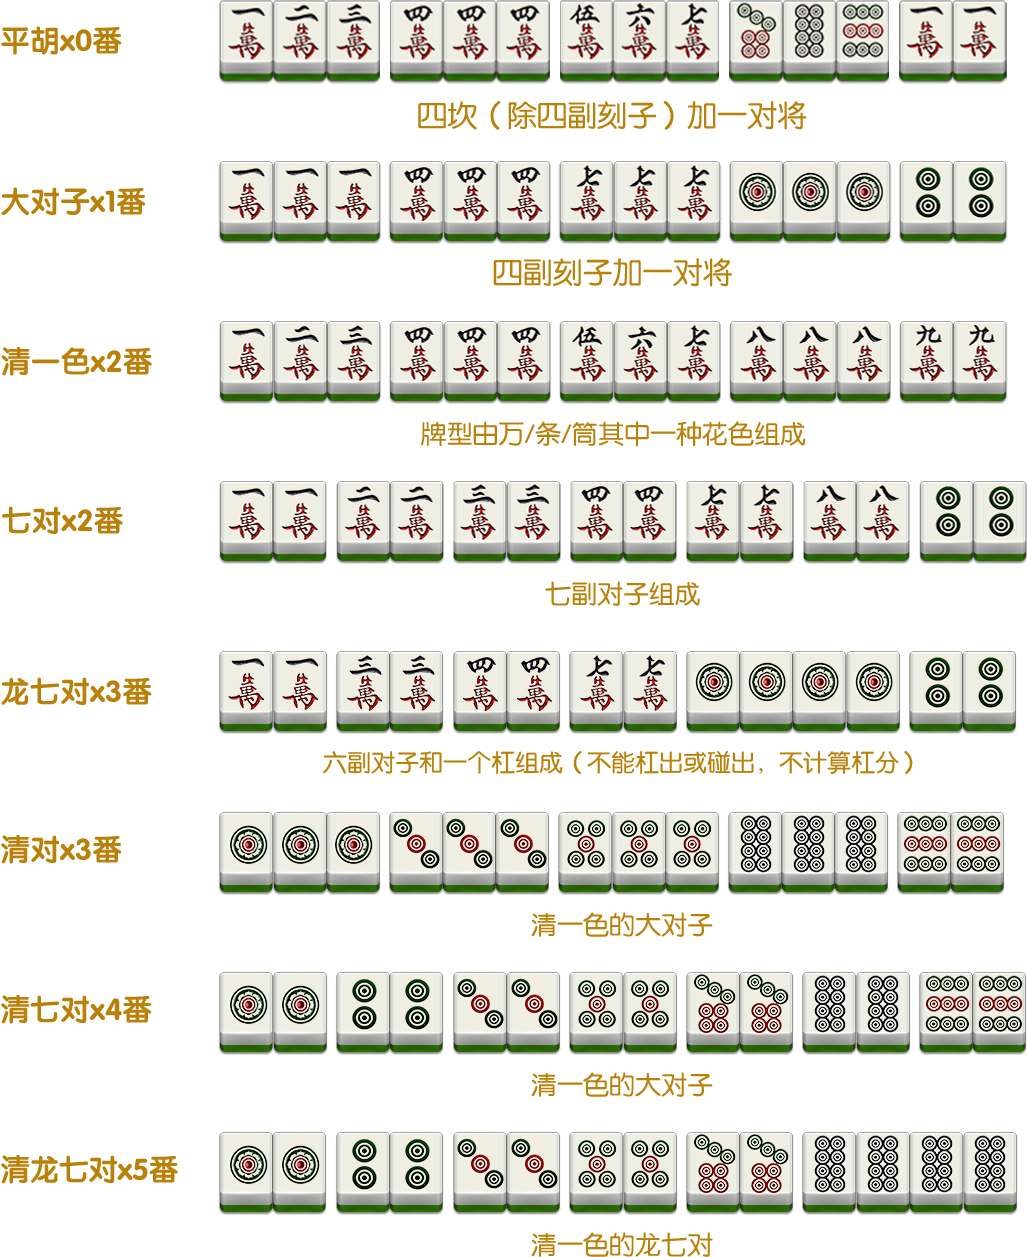 平胡x0番
一萬 二萬 三萬 四萬 四萬 四萬 伍萬 六萬 七萬 一萬 一萬
四坎（除四副刻子）加一对将
大对子x1番
一萬 一萬 一萬 四萬 四萬 四萬 七萬 七萬 七萬
四副刻子加一对将
清一色x2番
一萬 二萬 三萬 四萬 四萬 四萬 伍萬 六萬 七萬 八萬 八萬 八萬 九萬 九萬
牌型由万/条/筒其中一种花色组成
七对x2番
一萬 一萬 二萬 二萬 三萬 三萬 四萬 四萬 七萬 七萬 八萬 八萬
七副对子组成
龙七对x3番
一萬 一萬 三萬 三萬 四萬 四萬 七萬 七萬
六副对子和一个杠组成（不能杠出或碰出，不计算杠分）
清对x3番
清一色的大对子
清七对x4番
清一色的大对子
清龙七对x5番
清一色的龙七对